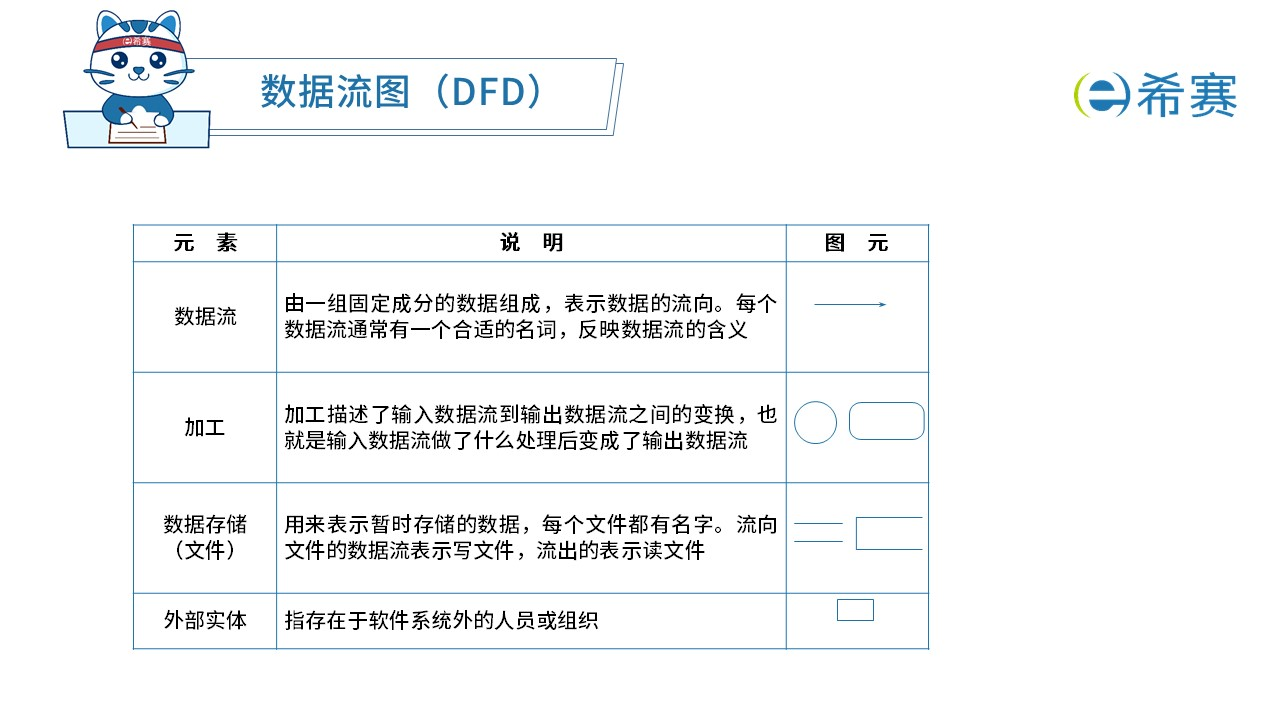 希赛
数据流图（DFD）
希赛
元 素
说 明
图 元
数据流
由一组固定成分的数据组成，表示数据的流向。每个
数据流通常有一个合适的名词，反映数据流的含义
加工
加工描述了输入数据流到输出数据流之间的变换，也
就是输入数据流做了什么处理后变成了输出数据流
数据存储
（文件）
用来表示暂时存储的数据，每个文件都有名字。流向
文件的数据流表示写文件，流出的表示读文件
外部实体
指存在于软件系统外的人员或组织